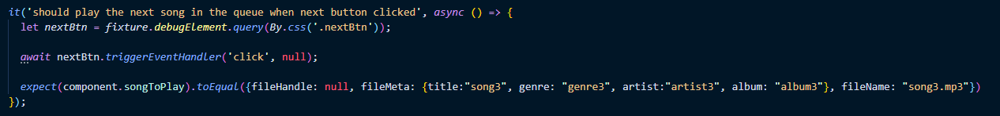 it('should play the next song in the queue when next button clicked', async () => {
let nextBtn = fixture.debugElement.query(By.css('.nextBtn'));
await nextBtn.triggerEventHandler('click', null);
expect(component.songToPlay).toEqual({fileHandle: null, fileMeta: {title:"song3", genre: "genre3", artist:"artist3", album: "album3"}, fileName: "song3.mp3"})
});